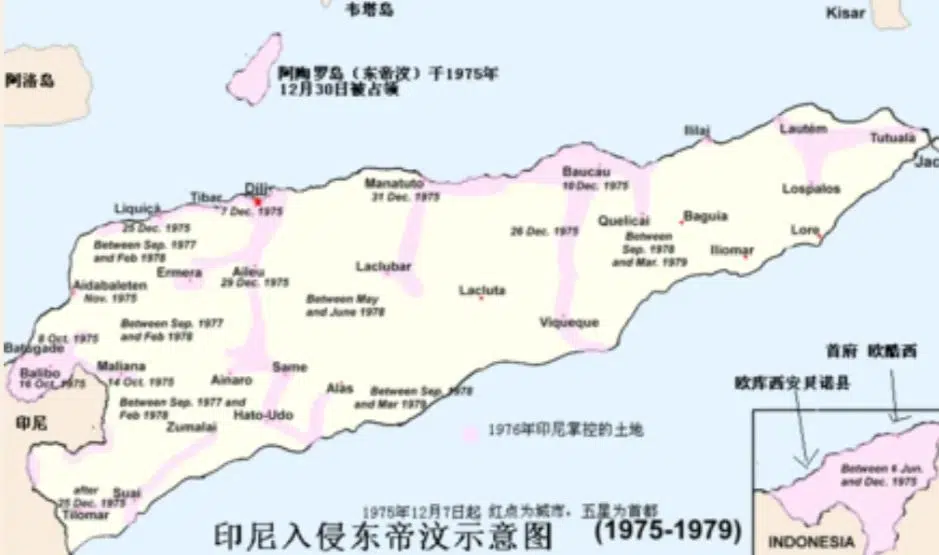 韦塔岛
Kisar
阿洛岛
阿陶罗岛（东帝汶）于1975年
12月30日被占领
Ililai
Lautém
Tutuala
Jac
Baucau
10 Dec. 1975
Manatuto
31 Dec. 1975
Dili
7 Dec. 1975
Tibar
Liquiçá
25 Dec. 1975
Lospalos
Quelicai
Baguia
26 Dec. 1975
Between
Sep. 1978
and Mar. 1979
Lore
Iliomar
Between Sep. 1977
and Feb 1978
Ermera
Aileu
29 Dec. 1975
Laclubar
Aidabaleten
Nov. 1975
Lacluta
Between May
and June 1978
Viqueque
Between Sep. 1977
and Feb 1978
8 Oct. 1975
Batugade
Balibo
16 Oct. 1975
Maliana
14 Oct. 1975
Ainaro
Same
Alas
Between Sep. 1978
and Mar 1979
Between Sep. 1977 and
Feb 1978
Hato-Udo
Zumalai
印尼
首府 欧酷西
欧库西安贝诺县
1976年印尼掌控的土地
Between 6 Jun.
and Dec. 1975
INDONESIA
after
25 Dec. 1975
Suai
Tilomar
1975年12月7日起 红点为城市，五星为首都
印尼入侵东帝汶示意图 (1975-1979)